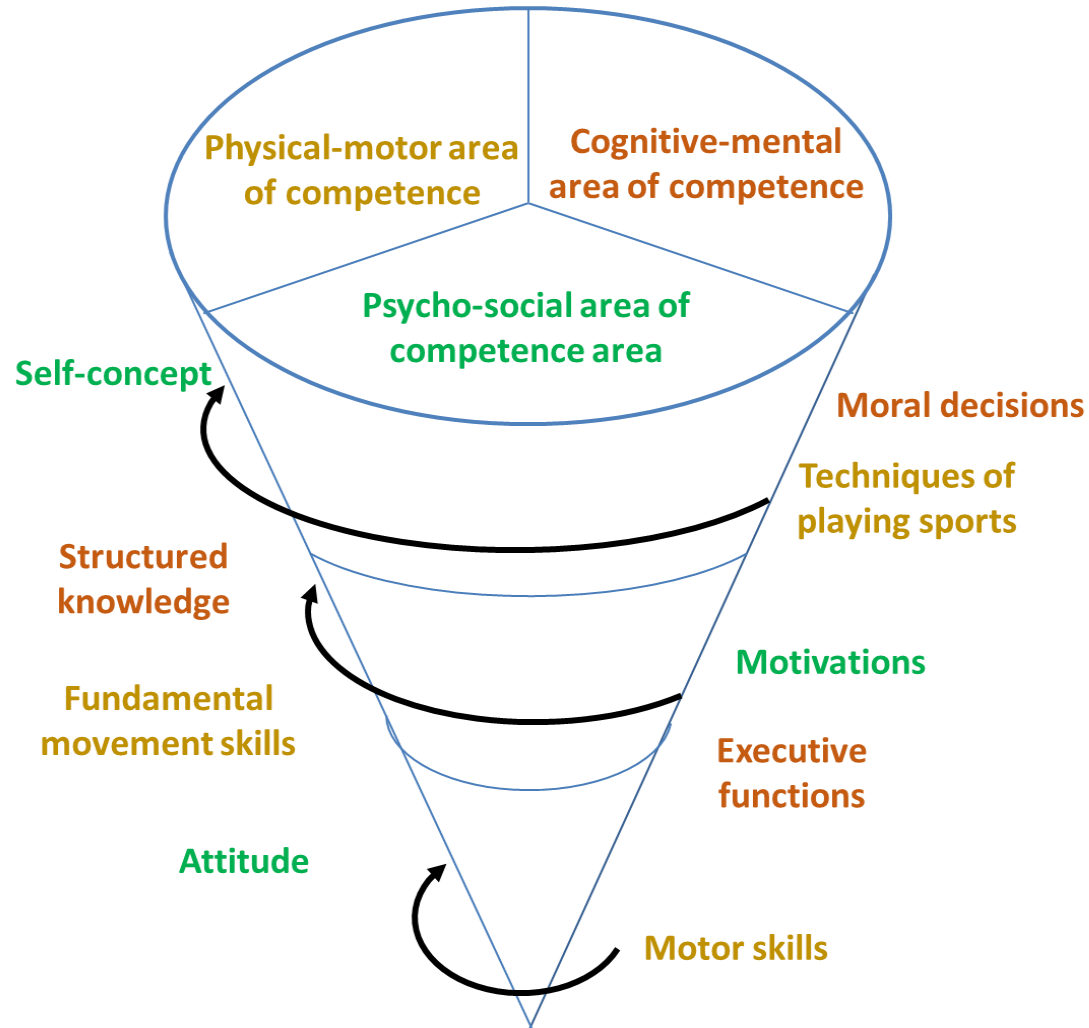 Physical-motor area
of competence
Cognitive-mental
area of competence
Psycho-social area of
competence area
Self-concept
Moral decisions
Techniques of
playing sports
Structured
knowledge
Motivations
Fundamental
movement skills
Executive
functions
Attitude
Motor skills